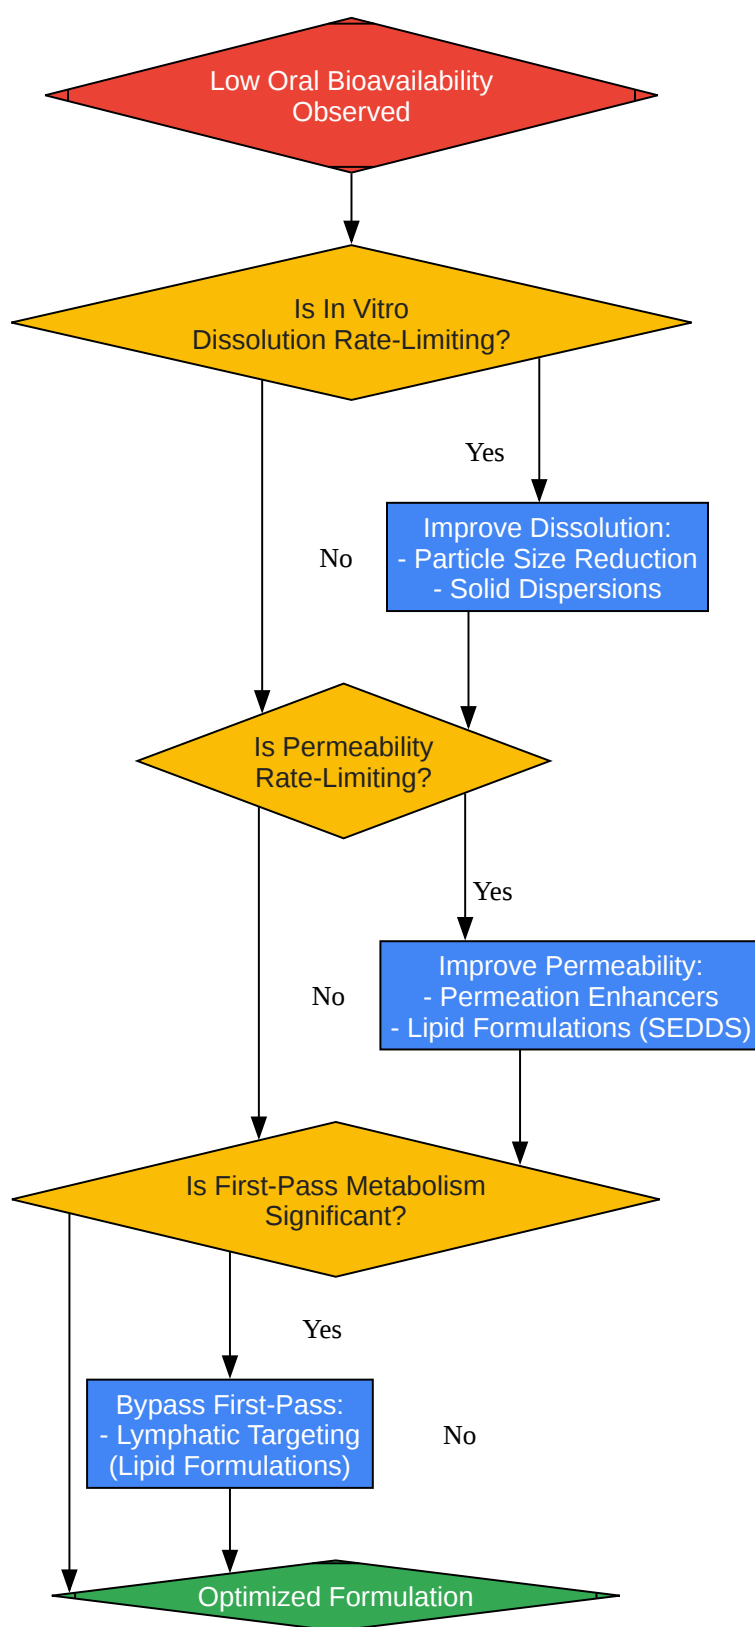 Low Oral Bioavailability
Observed
Is In Vitro
Dissolution Rate-Limiting?
Yes
Improve Dissolution:
- Particle Size Reduction
- Solid Dispersions
No
Is Permeability
Rate-Limiting?
Yes
Improve Permeability:
- Permeation Enhancers
- Lipid Formulations (SEDDS)
No
Is First-Pass Metabolism
Significant?
Yes
Bypass First-Pass:
- Lymphatic Targeting
(Lipid Formulations)
No
Optimized Formulation